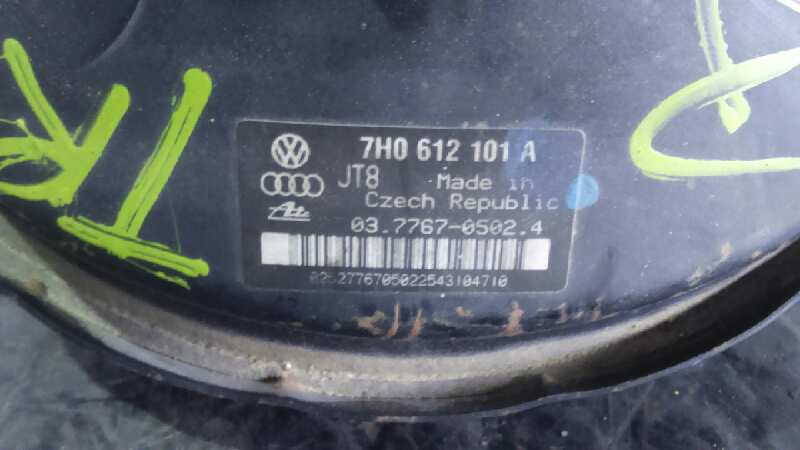 7H0 612 101 A
JT8 Made in
Czech Republic
03.7767-0502.4